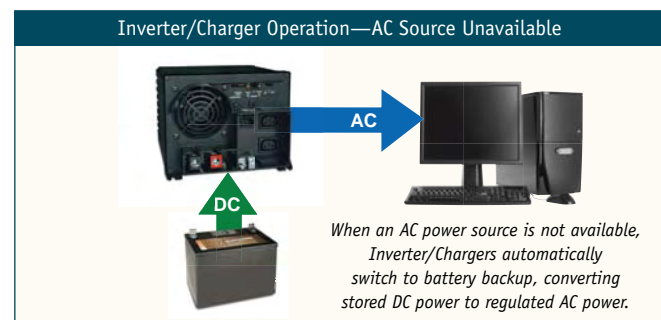 Inverter/Charger Operation—AC Source Unavailable
AC
DC
When an AC power source is not available,
Inverter/Chargers automatically
switch to battery backup, converting
stored DC power to regulated AC power.